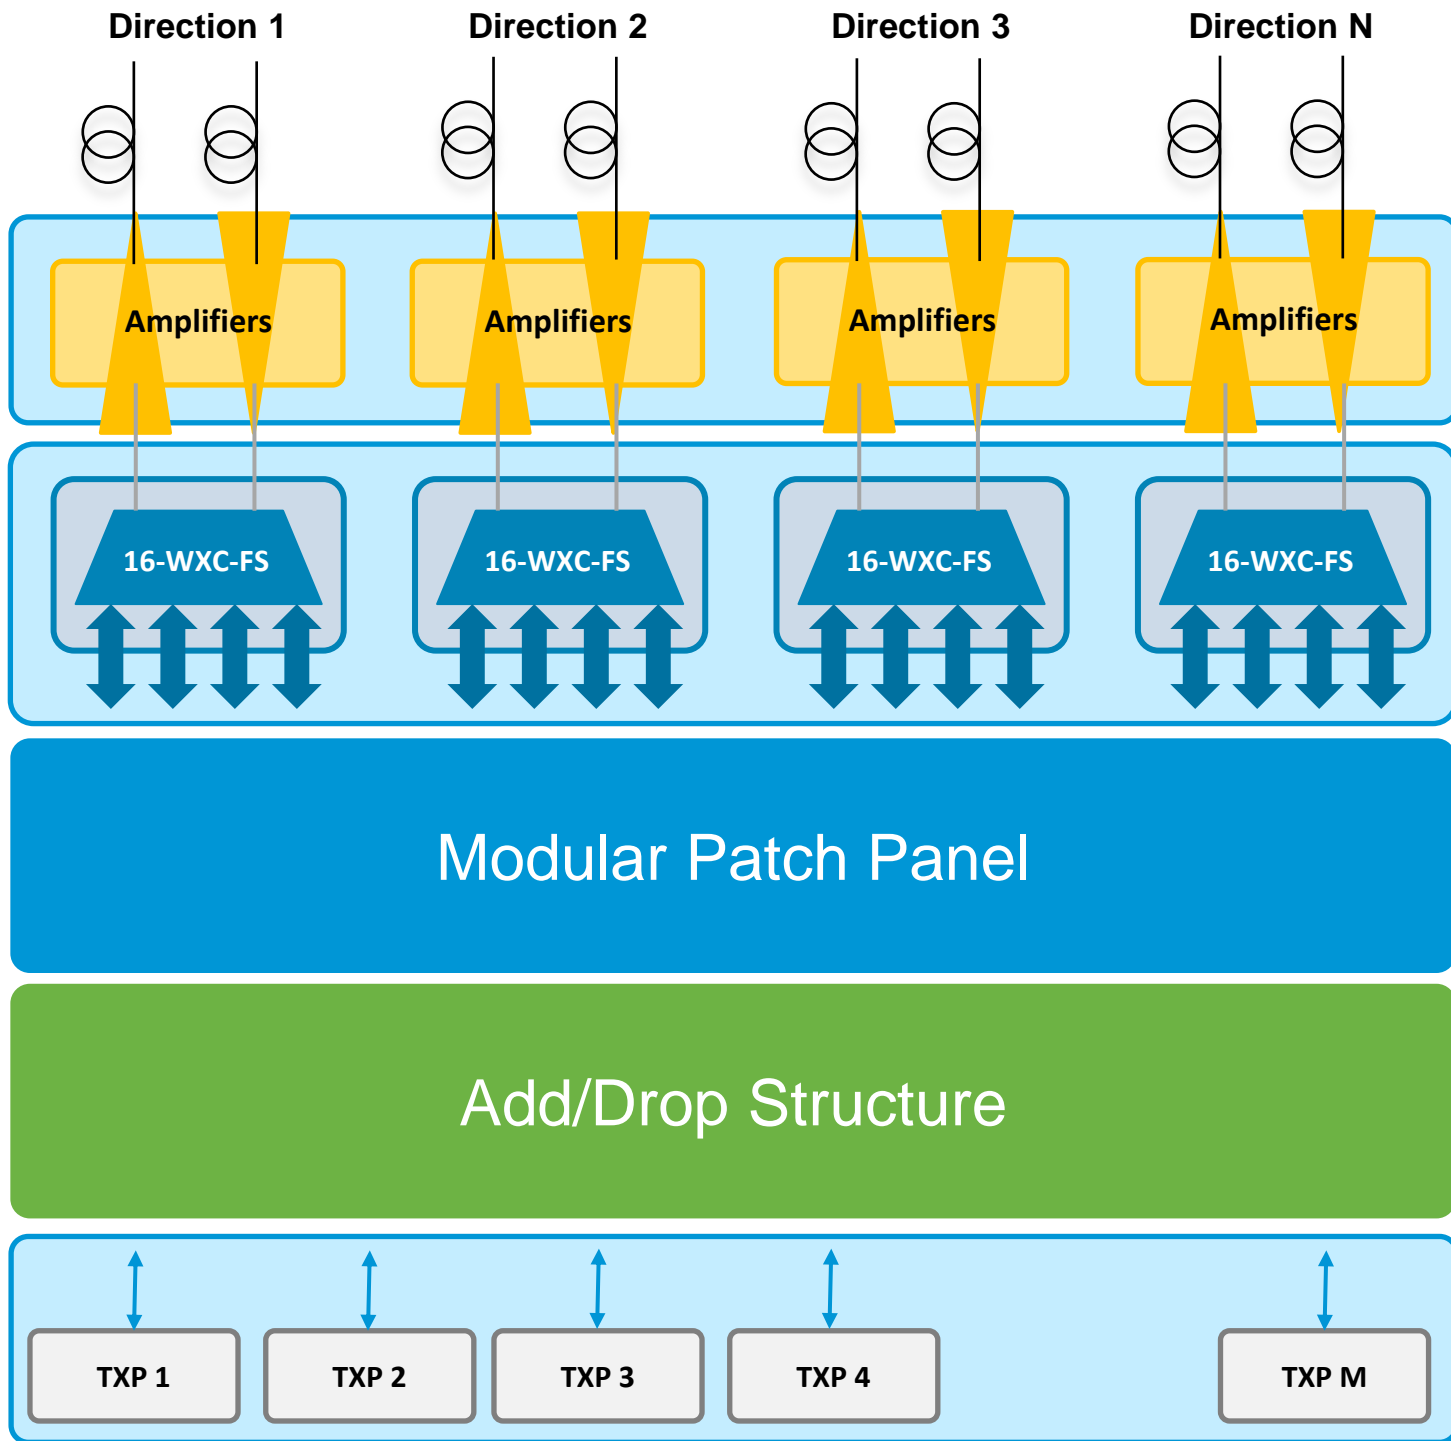 Direction 1
Direction 2
Direction 3
Direction N
Amplifiers
Amplifiers
Amplifiers
Amplifiers
16-WXC-FS
16-WXC-FS
16-WXC-FS
16-WXC-FS
Modular Patch Panel
Add/Drop Structure
TXP 1
TXP 2
TXP 3
TXP 4
TXP M